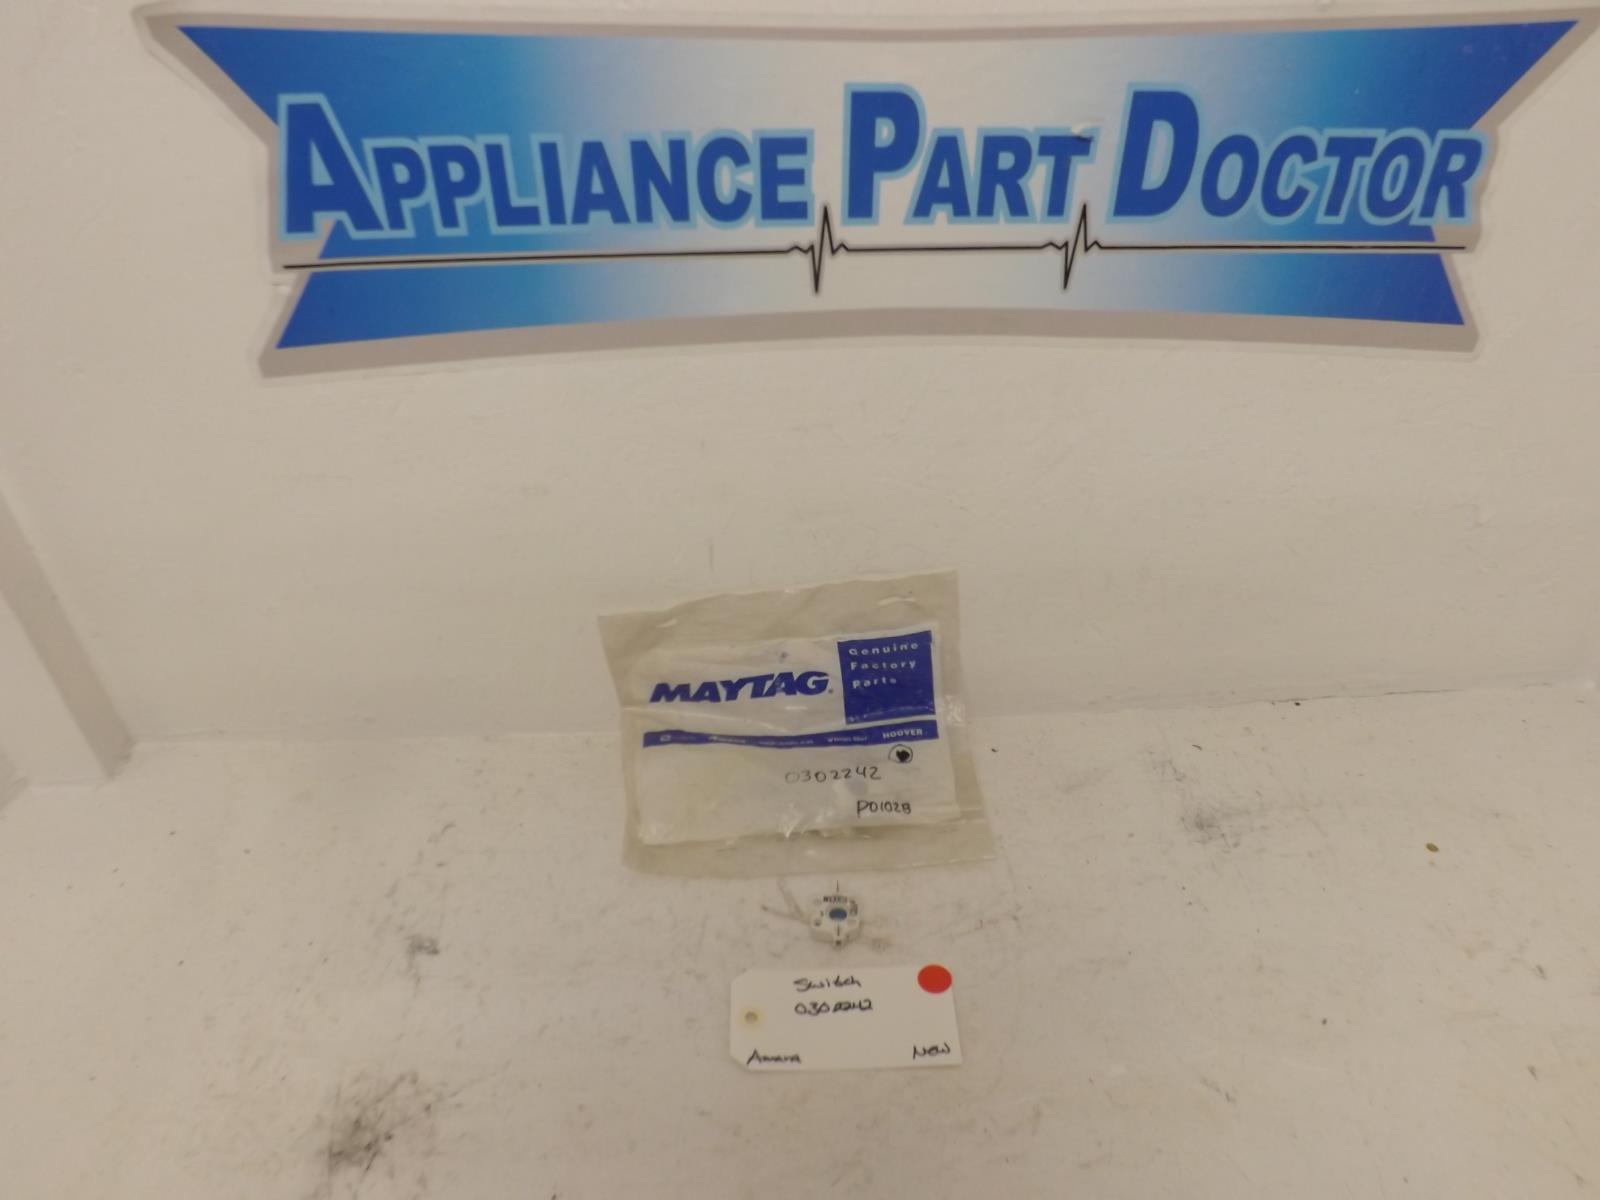 APPLIANCE PART DOCTOR
MAYTAG®
Genuine
Factory
Parts
HOOVER
0302242
P01028
Switch
0302242
Amana
New